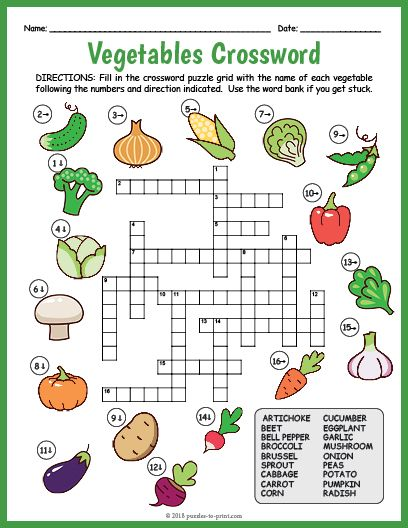 Name: Date:
Vegetables Crossword
DIRECTIONS: Fill in the crossword puzzle grid with the name of each vegetable
following the numbers and direction indicated. Use the word bank if you get stuck.
2→ 3→ 5→ 7→ 9→
1↓ 10→
4↓ 13→
6↓ 15→
8↓ 16→
9↓ 14↓
11↓ 12↓
1
2
3
4 6
5
7 8
9 10 11 12
13 14
15
16
ARTICHOKE CUCUMBER
BEET EGGPLANT
BELL PEPPER GARLIC
BROCCOLI MUSHROOM
BRUSSEL ONION
SPROUT PEAS
CABBAGE POTATO
CARROT PUMPKIN
CORN RADISH
© 2018 puzzles-to-print.com